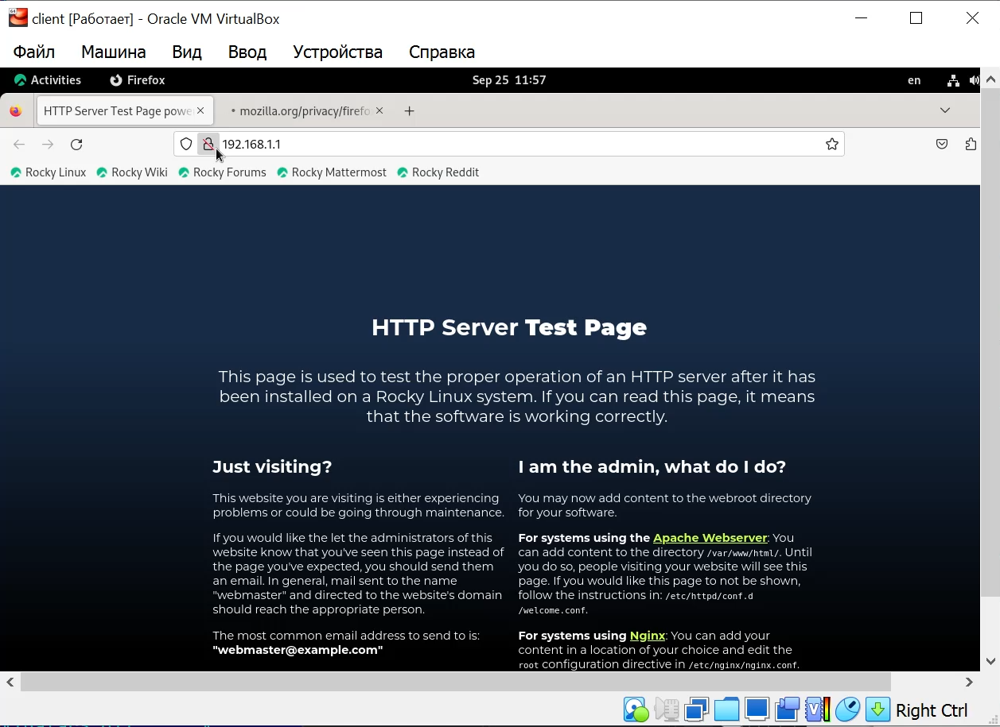 client [Работает] - Oracle VM VirtualBox
Файл Машина Вид Ввод Устройства Справка
Activities Firefox Sep 25 11:57 en
HTTP Server Test Page powe mozilla.org/privacy/firefo
192.168.1.1
Rocky Linux Rocky Wiki Rocky Forums Rocky Mattermost Rocky Reddit
HTTP Server Test Page
This page is used to test the proper operation of an HTTP server after it has
been installed on a Rocky Linux system. If you can read this page, it means
that the software is working correctly.
Just visiting?
This website you are visiting is either experiencing
problems or could be going through maintenance.
If you would like the let the administrators of this
website know that you've seen this page instead of
the page you've expected, you should send them
an email. In general, mail sent to the name
"webmaster" and directed to the website's domain
should reach the appropriate person.
The most common email address to send to is:
"webmaster@example.com"
I am the admin, what do I do?
You may now add content to the webroot directory
for your software.
For systems using the Apache Webserver: You
can add content to the directory /var/www/html/. Until
you do so, people visiting your website will see this
page. If you would like this page to not be shown,
follow the instructions in: /etc/httpd/conf.d
/welcome.conf.
For systems using Nginx: You can add your
content in a location of your choice and edit the
root configuration directive in /etc/nginx/nginx.conf.
Right Ctrl